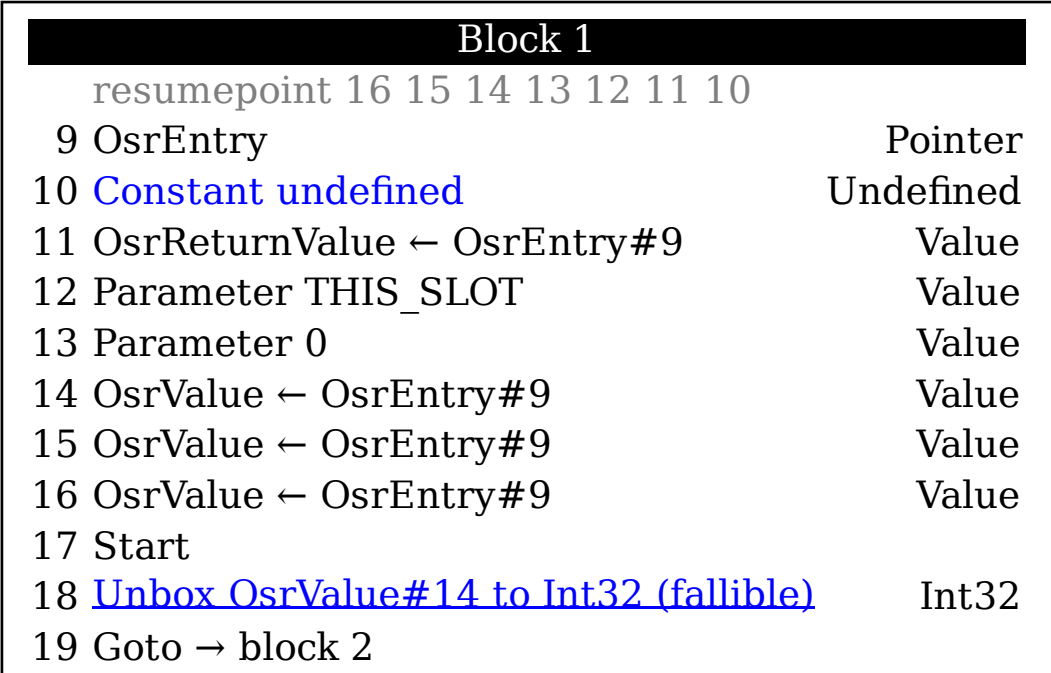 Block 1
resumepoint 16 15 14 13 12 11 10
9 OsrEntry Pointer
10 Constant undefined Undefined
11 OsrReturnValue ← OsrEntry#9 Value
12 Parameter THIS_SLOT Value
13 Parameter 0 Value
14 OsrValue ← OsrEntry#9 Value
15 OsrValue ← OsrEntry#9 Value
16 OsrValue ← OsrEntry#9 Value
17 Start
18 Unbox OsrValue#14 to Int32 (fallible) Int32
19 Goto → block 2